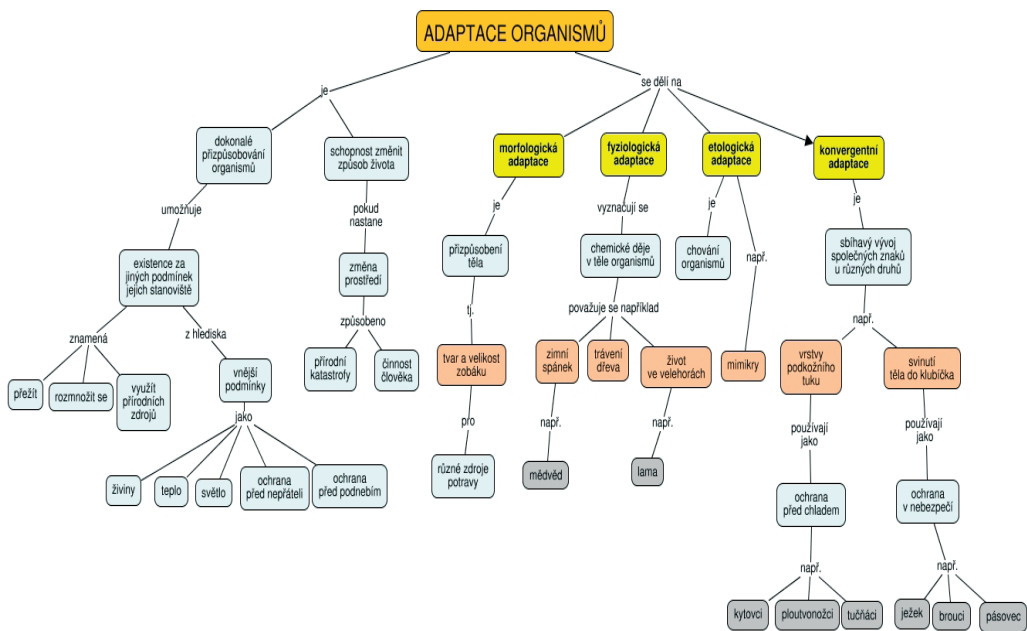 ADAPTACE ORGANISMŮ
je
se dělí na
dokonalé
přizpůsobování
organismů
schopnost změnit
způsob života
morfologická
adaptace
fyziologická
adaptace
etologická
adaptace
konvergentní
adaptace
umožňuje
pokud
nastane
je
vyznačují se
je
např.
je
existence za
jiných podmínek
jejich stanoviště
změna
prostředí
přizpůsobení
těla
chemické děje
v těle organismů
chování
organismů
sbíhavý vývoj
společných znaků
u různých druhů
znamená
z hlediska
způsobeno
tj.
považuje se například
např.
přežít
rozmnožit se
využít
přírodních
zdrojů
vnější
podmínky
přírodní
katastrofy
činnost
člověka
tvar a velikost
zobáku
zimní
spánek
trávení
dřeva
život
ve velehorách
mimikry
vrstvy
podkožního
tuku
svinutí
těla do klubíčka
jako
pro
např.
např.
používají
jako
používají
jako
živiny
teplo
světlo
ochrana
před nepřáteli
ochrana
před podnebím
různé zdroje
potravy
mědvěd
lama
ochrana
před chladem
ochrana
v nebezpečí
např.
např.
kytovci
ploutvonožci
tučňáci
ježek
brouci
pásovec